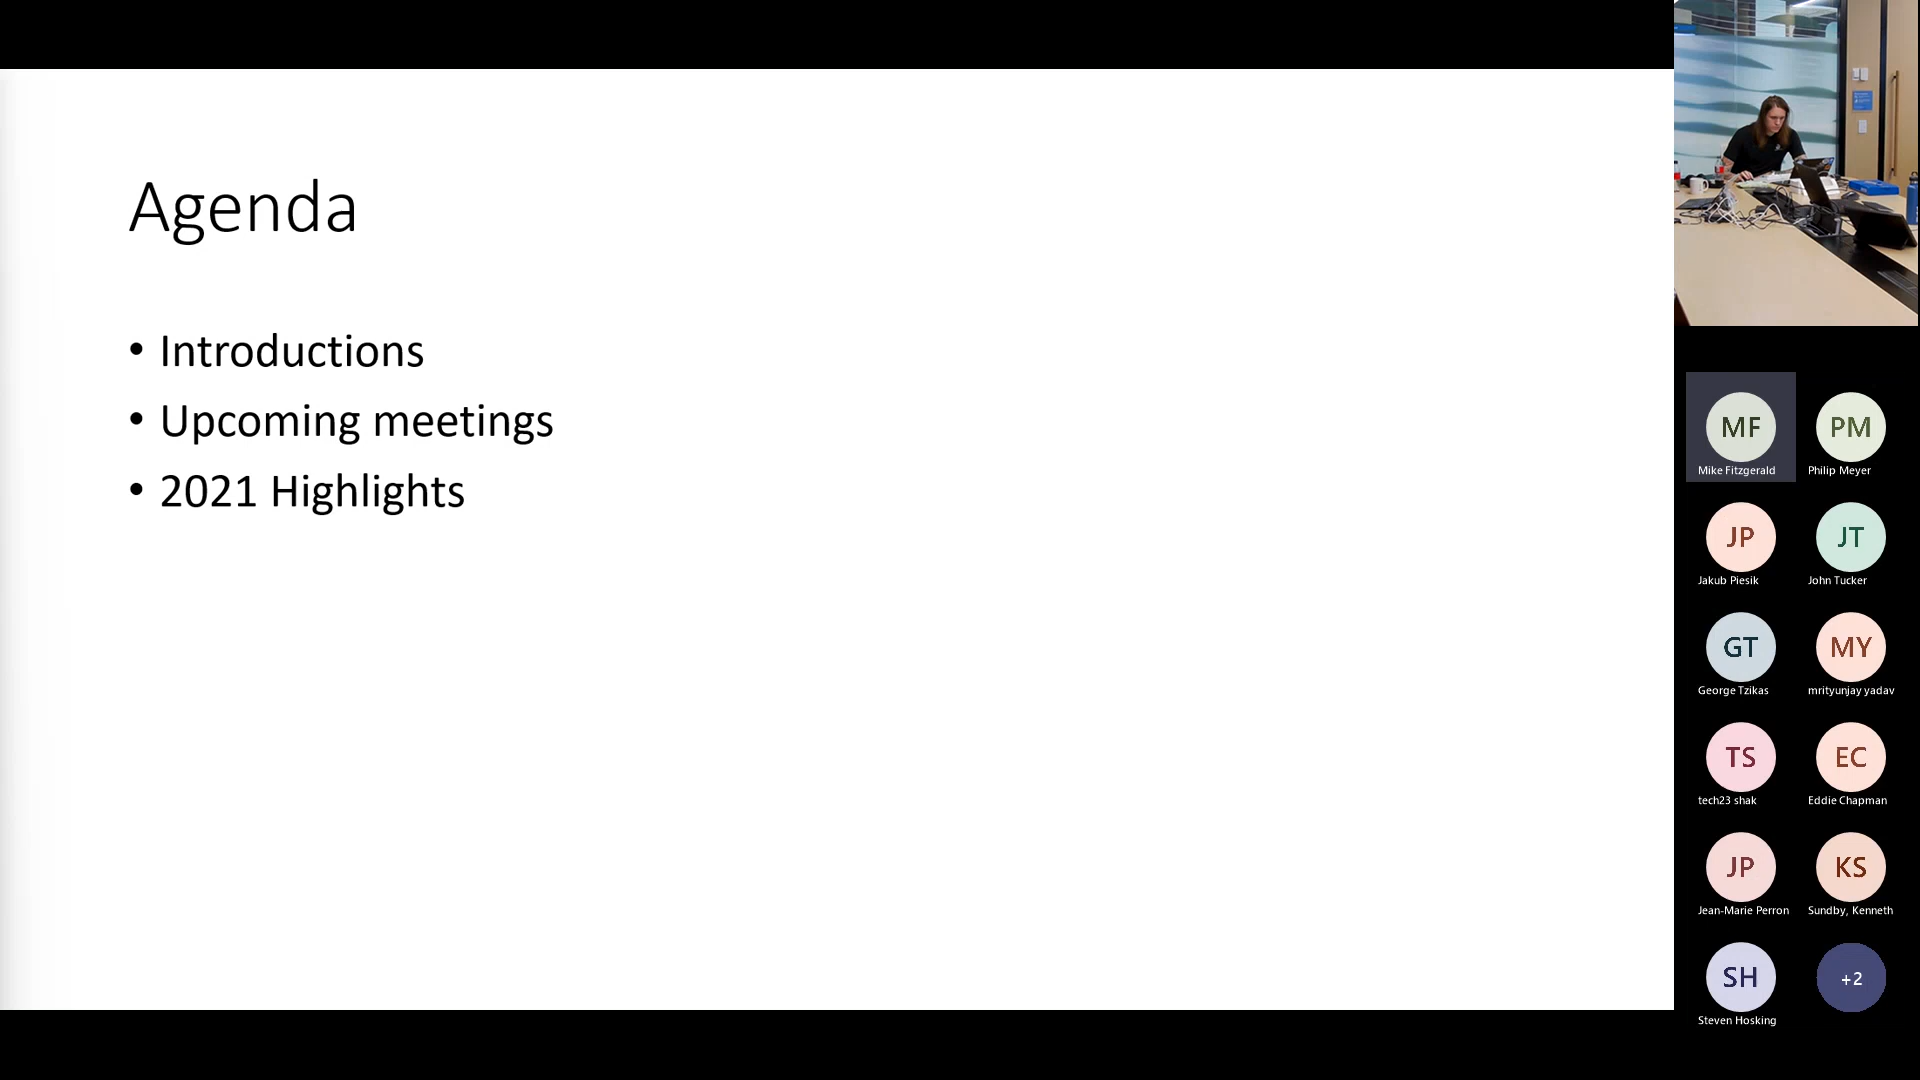 Agenda
• Introductions
• Upcoming meetings
• 2021 Highlights
MF
Mike Fitzgerald
PM
Philip Meyer
JP
Jakub Piesik
JT
John Tucker
GT
George Tzikas
MY
mrityunjay yadav
TS
tech23 shak
EC
Eddie Chapman
JP
Jean-Marie Perron
KS
Sundby, Kenneth
SH
Steven Hosking
+2